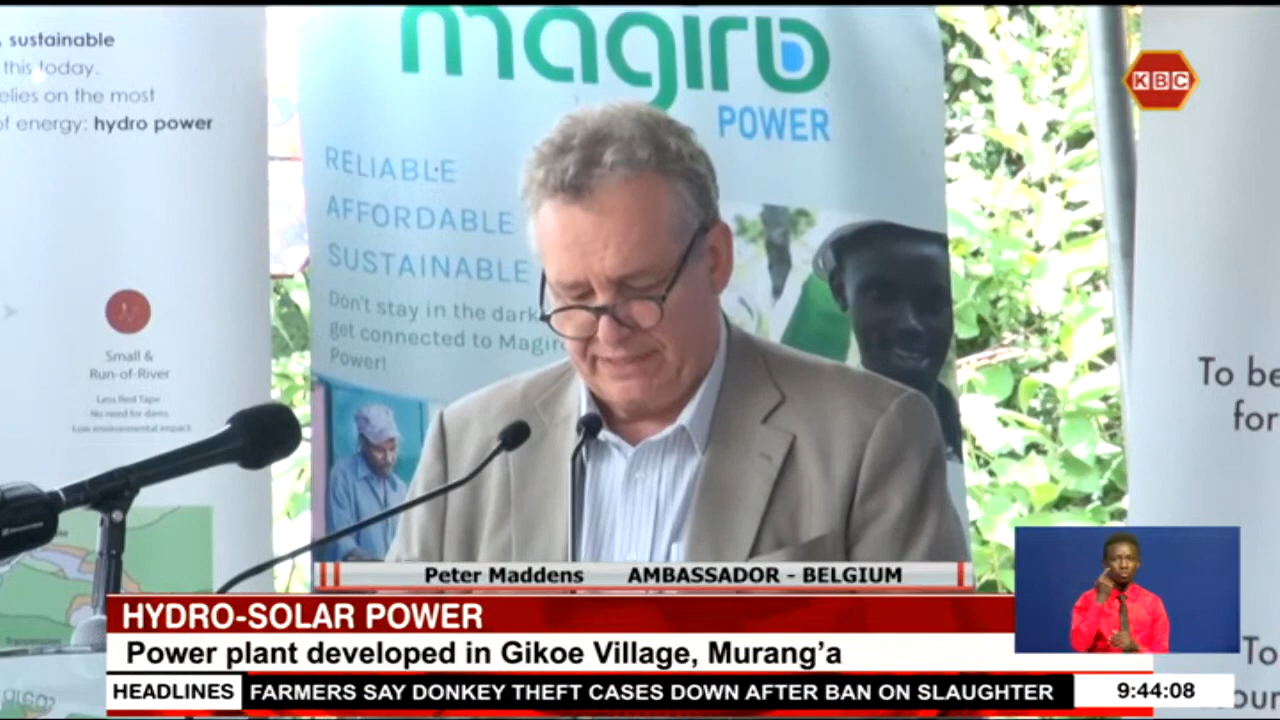 sustainable
this today.
on the most
of energy: hydro power
Small &
Run-of-River
Less Red Tape
No need for dams
Low environmental impact
magiro
POWER
RELIABLE
AFFORDABLE
SUSTAINABLE
Don't stay in the dark
get connected to
Power!
KBC
To
for
To
Peter Maddens AMBASSADOR - BELGIUM
HYDRO-SOLAR POWER
Power plant developed in Gikoe Village, Murang'a
HEADLINES FARMERS SAY DONKEY THEFT CASES DOWN AFTER BAN ON SLAUGHTER 9:44:08